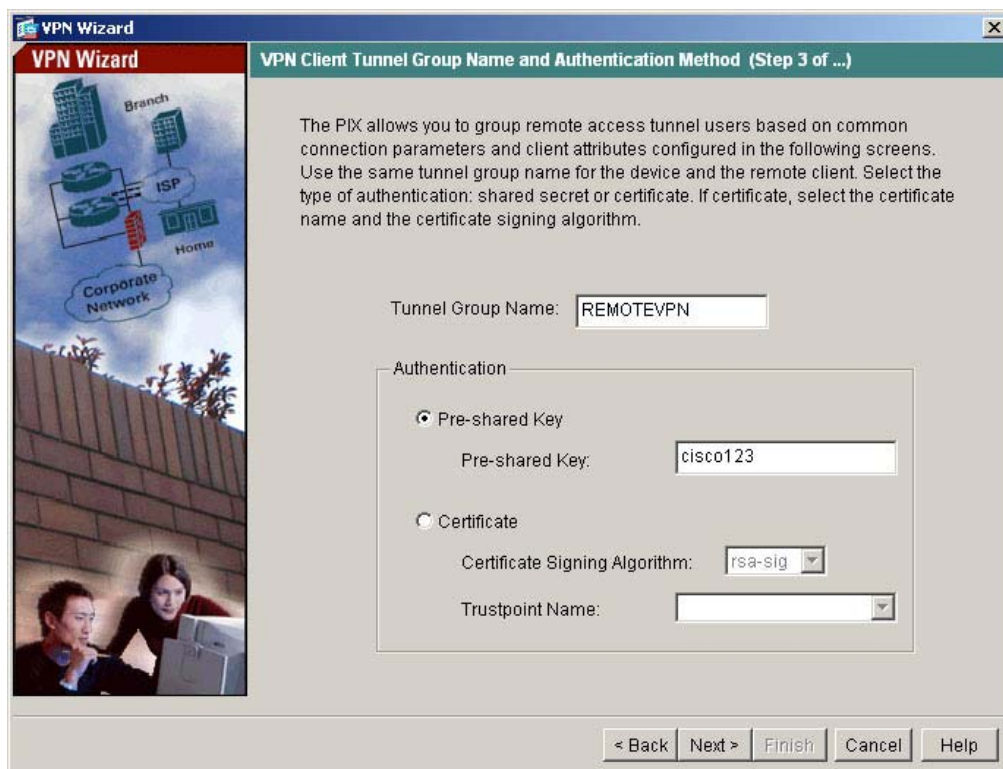 VPN Wizard
VPN Wizard
VPN Client Tunnel Group Name and Authentication Method (Step 3 of ...)
Branch
ISP
Home
Corporate
Network
The PIX allows you to group remote access tunnel users based on common
connection parameters and client attributes configured in the following screens.
Use the same tunnel group name for the device and the remote client. Select the
type of authentication: shared secret or certificate. If certificate, select the certificate
name and the certificate signing algorithm.
Tunnel Group Name: REMOTEVPN
Authentication
Pre-shared Key
Pre-shared Key: cisco123
Certificate
Certificate Signing Algorithm: rsa-sig
Trustpoint Name:
< Back Next > Finish Cancel Help